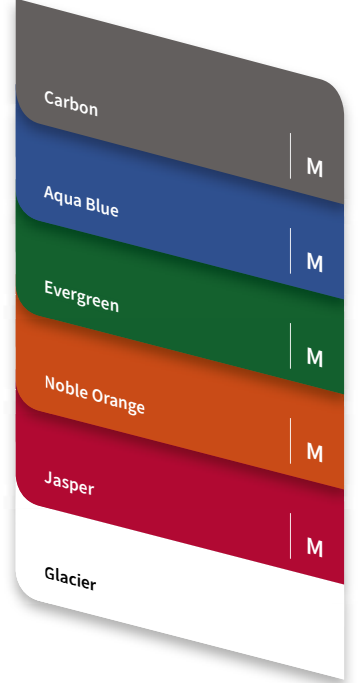 Carbon
M
Aqua Blue
M
Evergreen
M
Noble Orange
M
Jasper
M
Glacier